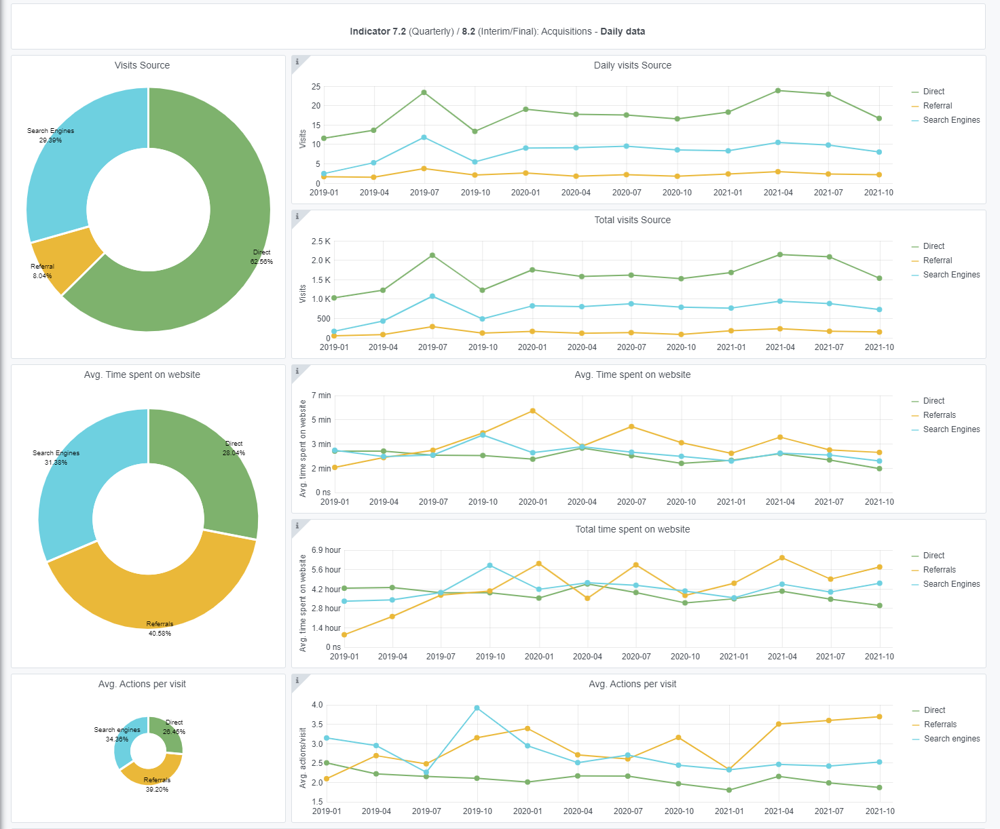 Indicator 7.2 (Quarterly) / 8.2 (Interim/Final): Acquisitions - Daily data
Visits Source
Search Engines
29.39%
Direct
62.56%
Referral
8.04%
i
Daily visits Source
Visits
25
20
15
10
5
0
2019-01 2019-04 2019-07 2019-10 2020-01 2020-04 2020-07 2020-10 2021-01 2021-04 2021-07 2021-10
Direct
Referral
Search Engines
i
Total visits Source
Visits
2.5 K
2.0 K
1.5 K
1.0 K
500
0
2019-01 2019-04 2019-07 2019-10 2020-01 2020-04 2020-07 2020-10 2021-01 2021-04 2021-07 2021-10
Direct
Referral
Search Engines
Avg. Time spent on website
Direct
28.04%
Search Engines
31.38%
Referrals
40.58%
i
Avg. Time spent on website
Avg. time spent on website
7 min
5 min
3 min
2 min
0 ns
2019-01 2019-04 2019-07 2019-10 2020-01 2020-04 2020-07 2020-10 2021-01 2021-04 2021-07 2021-10
Direct
Referrals
Search Engines
i
Total time spent on website
Avg. time spent on website
6.9 hour
5.6 hour
4.2 hour
2.8 hour
1.4 hour
0 ns
2019-01 2019-04 2019-07 2019-10 2020-01 2020-04 2020-07 2020-10 2021-01 2021-04 2021-07 2021-10
Direct
Referrals
Search Engines
Avg. Actions per visit
Direct
26.45%
Search engines
34.36%
Referrals
39.20%
i
Avg. Actions per visit
Avg. actions/visit
4.0
3.5
3.0
2.5
2.0
1.5
2019-01 2019-04 2019-07 2019-10 2020-01 2020-04 2020-07 2020-10 2021-01 2021-04 2021-07 2021-10
Direct
Referrals
Search engines